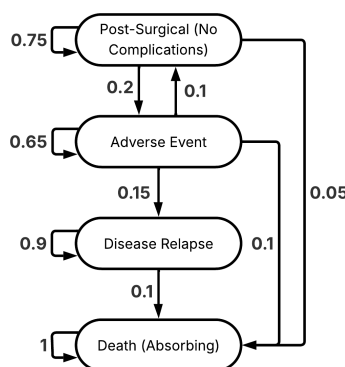 Post-Surgical (No
Complications)
0.75
0.2
0.1
Adverse Event
0.65
0.15
0.05
Disease Relapse
0.9
0.1
0.1
Death (Absorbing)
1